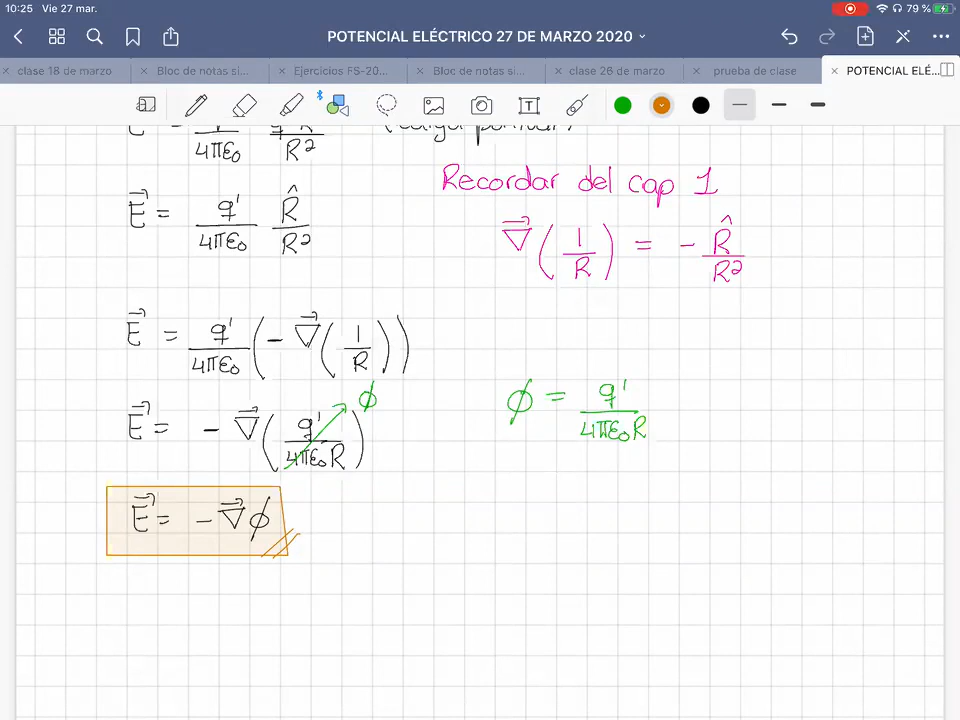 10:25 Vie 27 mar. 79 %
POTENCIAL ELÉCTRICO 27 DE MARZO 2020
clase 18 de marzo Bloc de notas si... Ejercicios FS-20... Bloc de notas si... clase 26 de marzo prueba de clase POTENCIAL ELÉ...
4πε₀ R²
Recordar del cap 1
E⃗ = q' / 4πε₀ R̂ / R²
∇⃗ ( 1 / R ) = - R̂ / R²
E⃗ = q' / 4πε₀ ( - ∇⃗ ( 1 / R ) )
E⃗ = - ∇⃗ ( q' / 4πε₀R ) ϕ
ϕ = q' / 4πε₀R
E⃗ = - ∇⃗ϕ